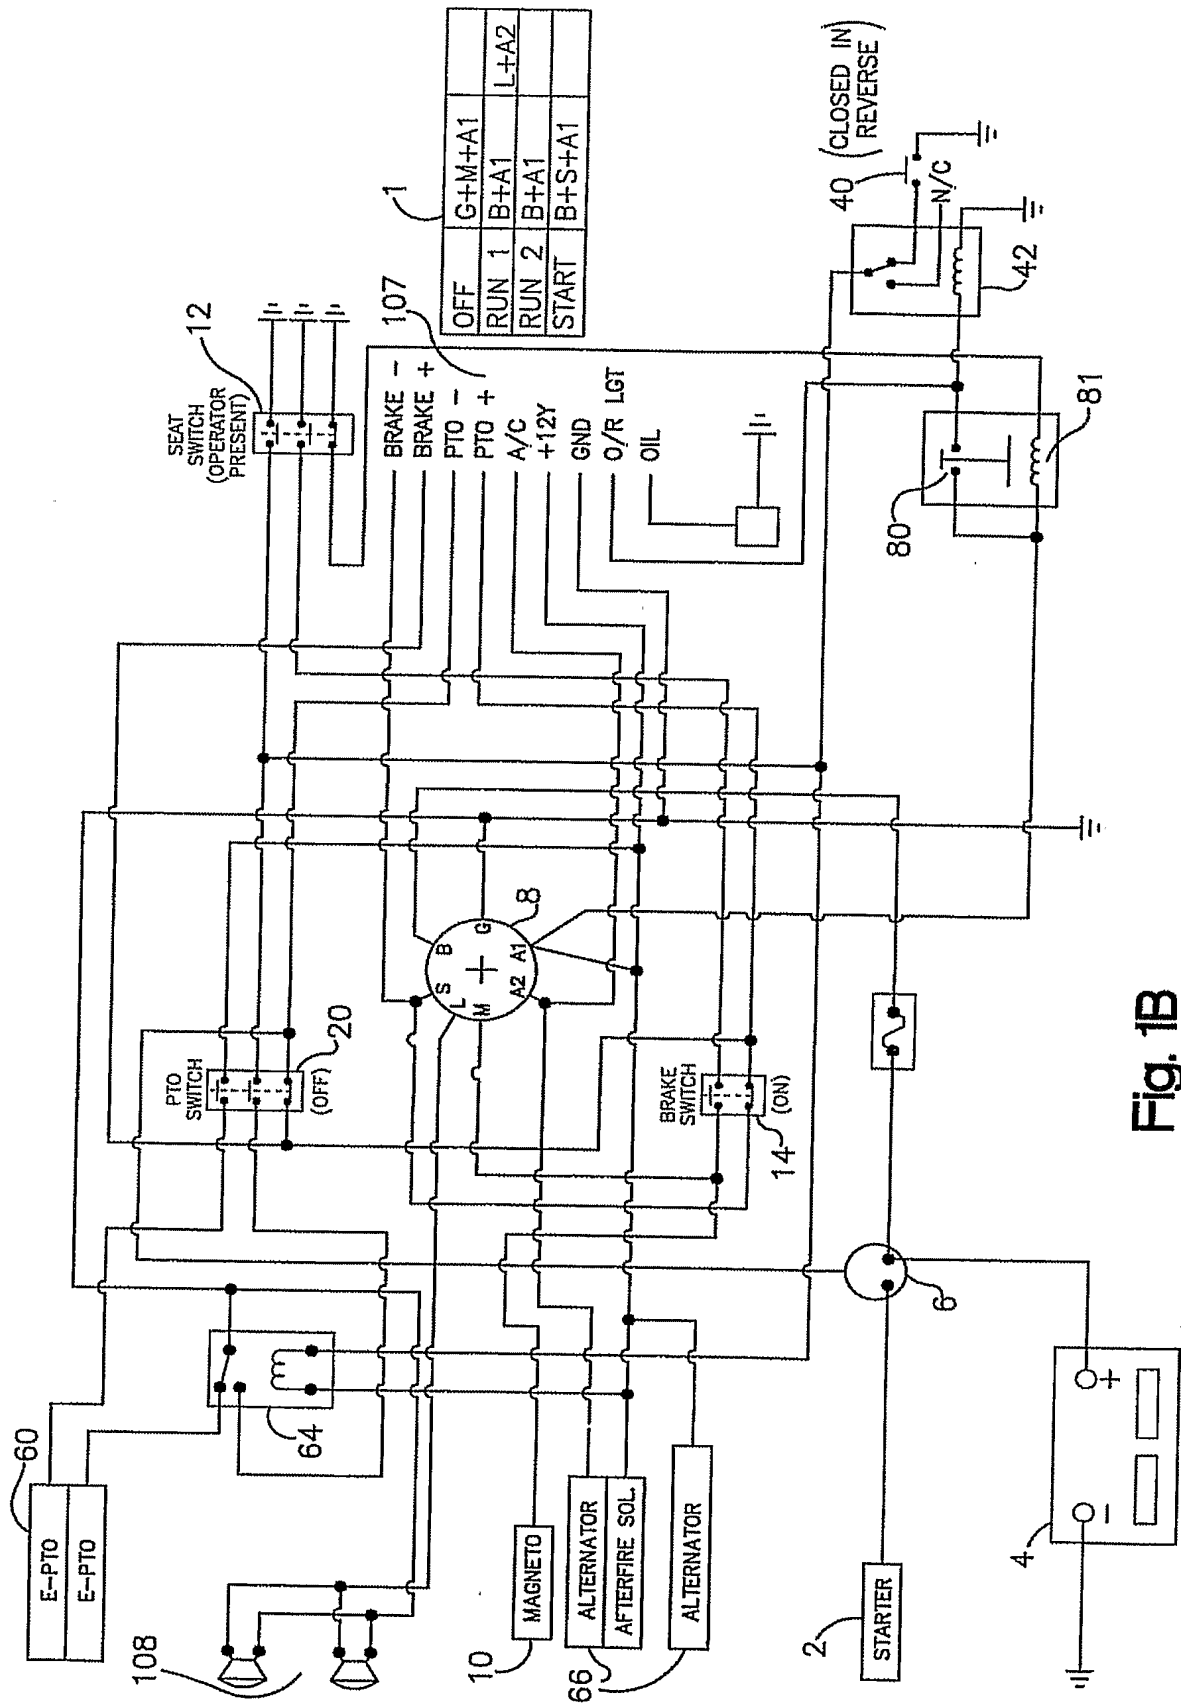 60
E-PTO
E-PTO
108
64
PTO
SWITCH
(OFF)
20
SEAT
SWITCH
(OPERATOR
PRESENT)
12
BRAKE -
BRAKE +
PTO -
PTO +
107
A/C
+12Y
GND
O/R LGT
OIL
1
OFF G+M+A1
RUN 1 B+A1 L+A2
RUN 2 B+A1
START B+S+A1
S
B
L
G
M
A2
A1
8
10
MAGNETO
66
ALTERNATOR
AFTERFIRE SOL.
ALTERNATOR
BRAKE
SWITCH
(ON)
14
40
(CLOSED IN
REVERSE)
N/C
42
80
81
2
STARTER
6
4
-
+
Fig. 1B